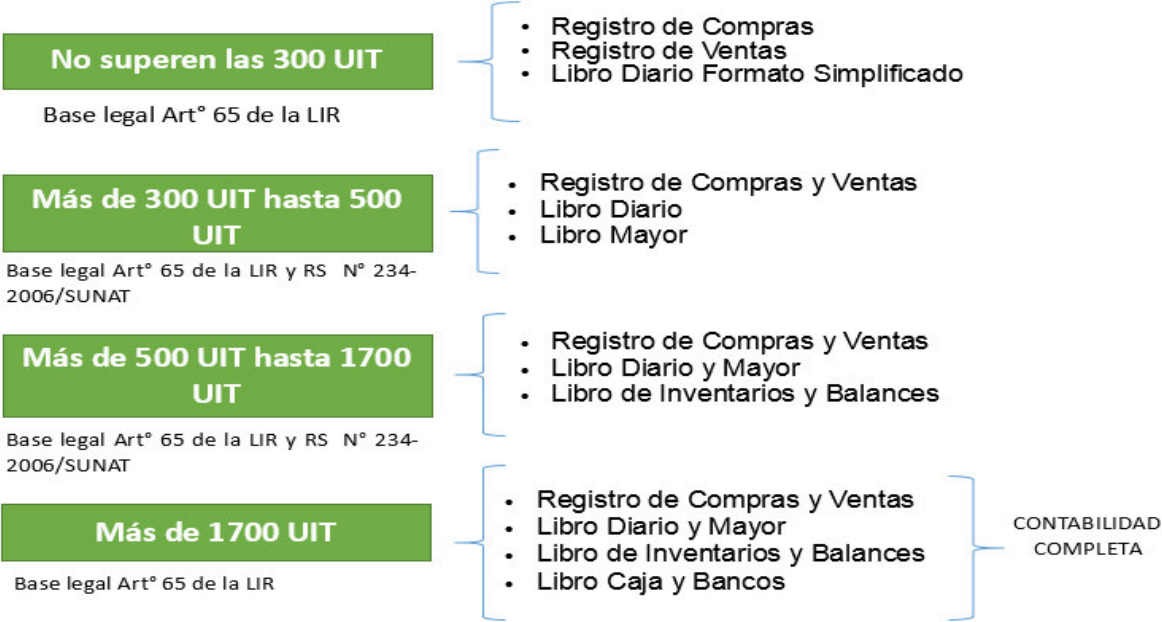 No superen las 300 UIT
Base legal Art° 65 de la LIR
• Registro de Compras
• Registro de Ventas
• Libro Diario Formato Simplificado
Más de 300 UIT hasta 500
UIT
Base legal Art° 65 de la LIR y RS N° 234-
2006/SUNAT
• Registro de Compras y Ventas
• Libro Diario
• Libro Mayor
Más de 500 UIT hasta 1700
UIT
Base legal Art° 65 de la LIR y RS N° 234-
2006/SUNAT
• Registro de Compras y Ventas
• Libro Diario y Mayor
• Libro de Inventarios y Balances
Más de 1700 UIT
Base legal Art° 65 de la LIR
• Registro de Compras y Ventas
• Libro Diario y Mayor
• Libro de Inventarios y Balances
• Libro Caja y Bancos
CONTABILIDAD
COMPLETA